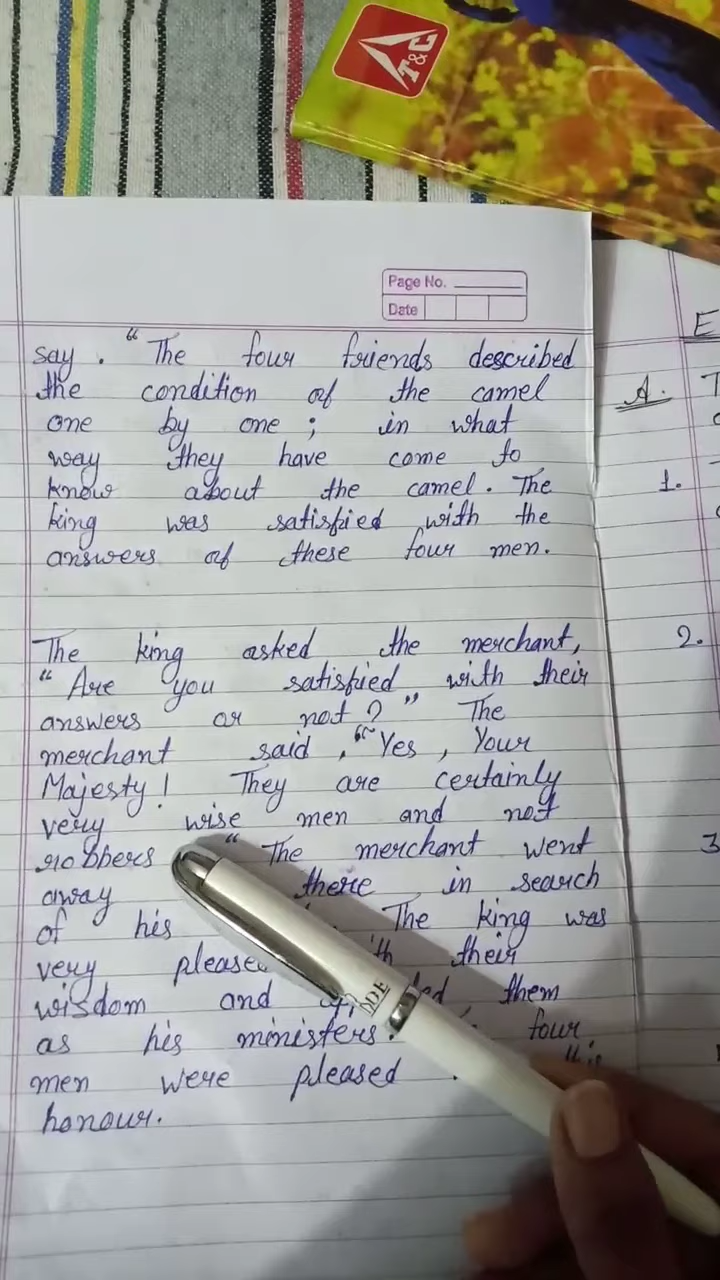 T&C
Page No.
Date
say . “ The four friends described
the condition of the camel
one by one ; in what
way they have come to
know about the camel. The
king was satisfied with the
answers of these four men.
The king asked the merchant,
“ Are you satisfied with their
answers or not ? ” The
merchant said , “ Yes , Your
Majesty ! They are certainly
very wise men and not
robbers “ The merchant went
away there in search
of his The king was
very their
wisdom and them
as his ministers. four
men were pleased
honour.
E
A.
1.
2.
3
DDE